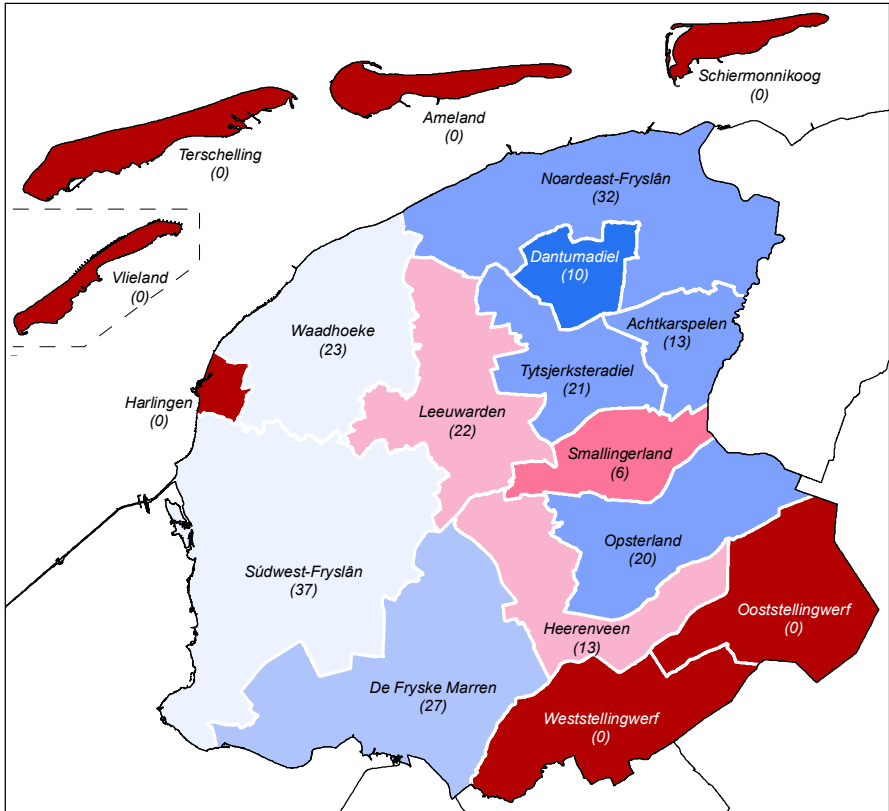 Schiermonnikoog
(0)
Ameland
(0)
Terschelling
(0)
Noardeast-Fryslân
(32)
Dantumadiel
(10)
Vlieland
(0)
Achtkarspelen
(13)
Waadhoeke
(23)
Tytsjerksteradiel
(21)
Harlingen
(0)
Leeuwarden
(22)
Smallingerland
(6)
Opsterland
(20)
Súdwest-Fryslân
(37)
Ooststellingwerf
(0)
Heerenveen
(13)
De Fryske Marren
(27)
Weststellingwerf
(0)